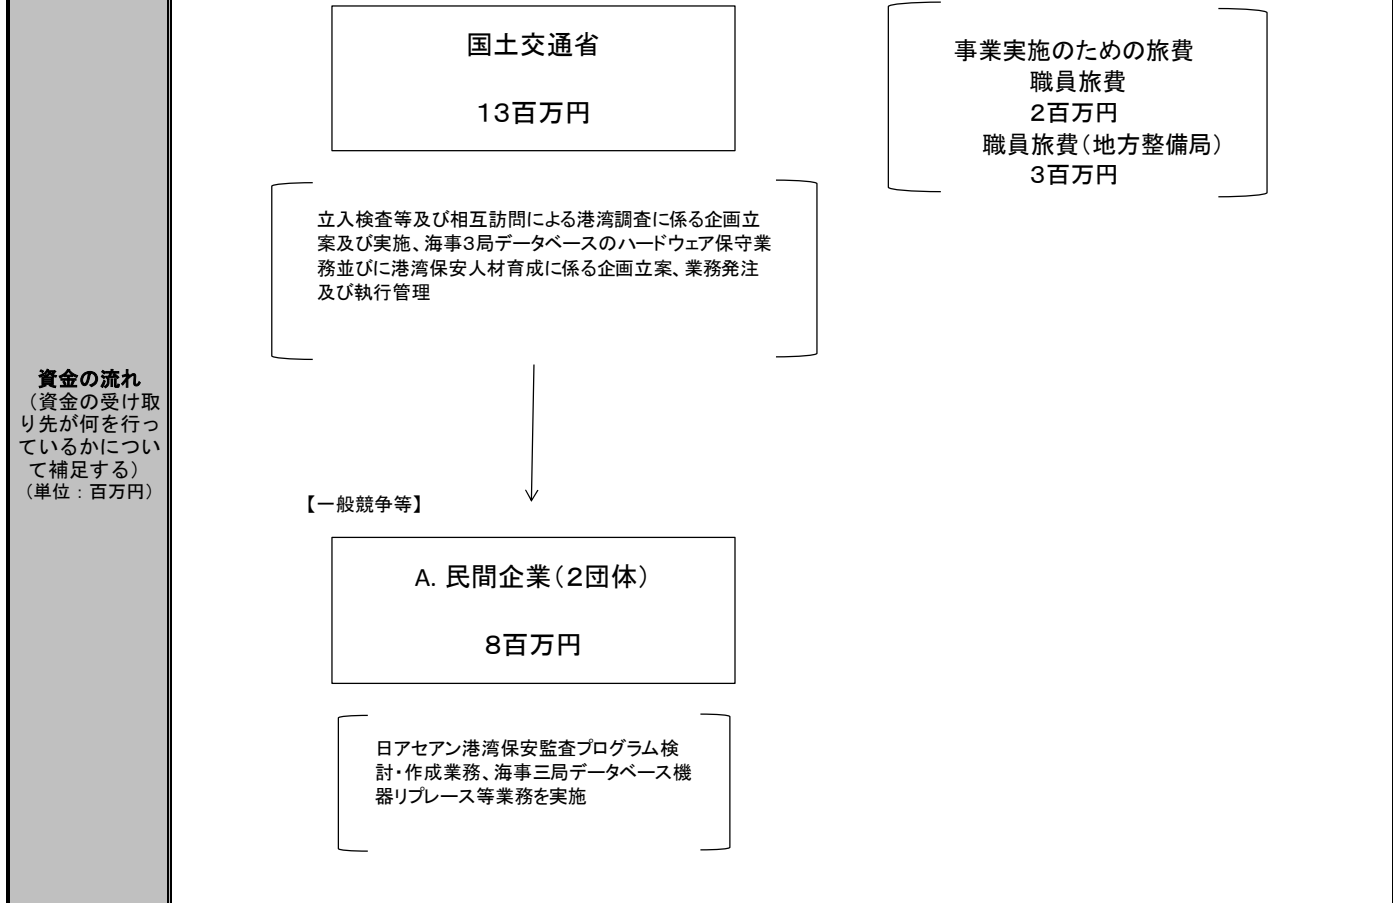 資金の流れ
（資金の受け取
り先が何を行っ
ているかについ
て補足する）
（単位：百万円）
国土交通省
13百万円
事業実施のための旅費
職員旅費
2百万円
職員旅費（地方整備局）
3百万円
立入検査等及び相互訪問による港湾調査に係る企画立
案及び実施、海事3局データベースのハードウェア保守業
務並びに港湾保安人材育成に係る企画立案、業務発注
及び執行管理
【一般競争等】
A. 民間企業（2団体）
8百万円
日アセアン港湾保安監査プログラム検
討・作成業務、海事三局データベース機
器リプレース等業務を実施